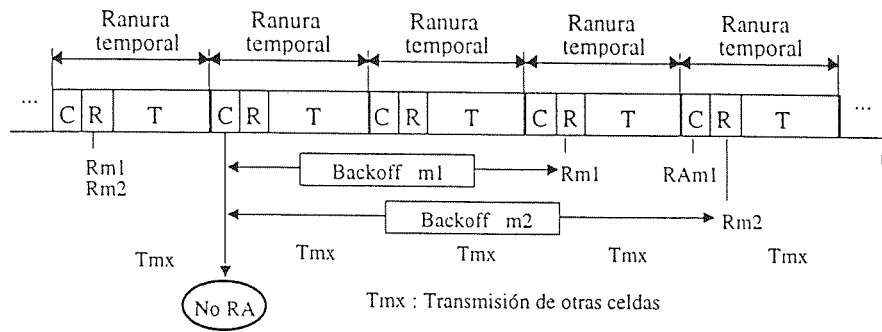 Ranura temporal Ranura temporal Ranura temporal Ranura temporal Ranura temporal
... C R T C R T C R T C R T C R T ...
Backoff m1
Rm1 Rm1 RAm1
Rm2
Backoff m2 Rm2
Tmx Tmx Tmx Tmx Tmx
No RA
Tmx : Transmisión de otras celdas